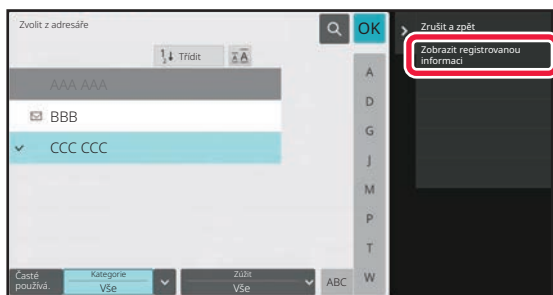 Zvolit z adresáře
OK
Zrušit a zpět
Zobrazit registrovanou
informaci
Třídit
AAA AAA
BBB
CCC CCC
A
D
G
J
M
P
T
W
Časté
používá.
Kategorie
Vše
Zúžit
Vše
ABC